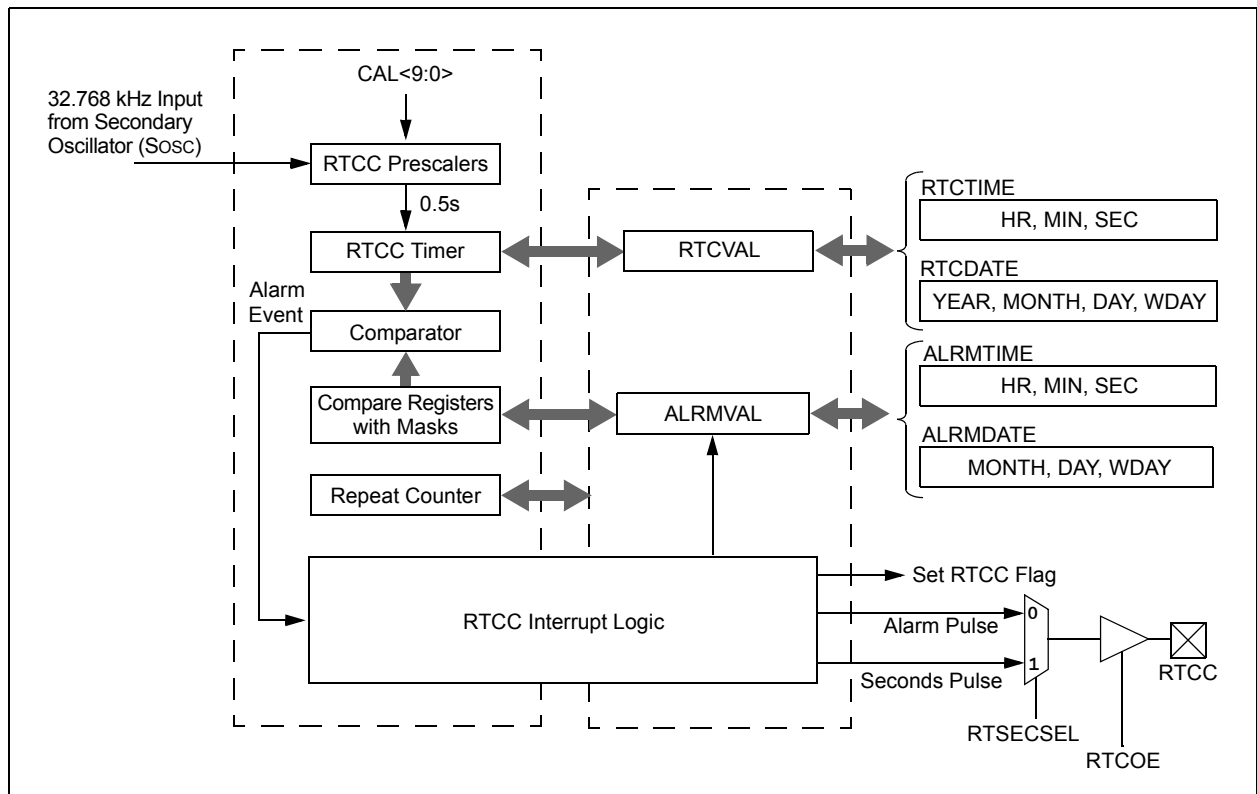 CAL<9:0>
32.768 kHz Input
from Secondary
Oscillator (SOSC)
RTCC Prescalers
0.5s
RTCC Timer
RTCVAL
RTCTIME
HR, MIN, SEC
RTCDATE
YEAR, MONTH, DAY, WDAY
Alarm
Event
Comparator
Compare Registers
with Masks
ALRMVAL
ALRMTIME
HR, MIN, SEC
ALRMDATE
MONTH, DAY, WDAY
Repeat Counter
RTCC Interrupt Logic
Set RTCC Flag
Alarm Pulse
0
Seconds Pulse
1
RTCC
RTSECSEL
RTCOE